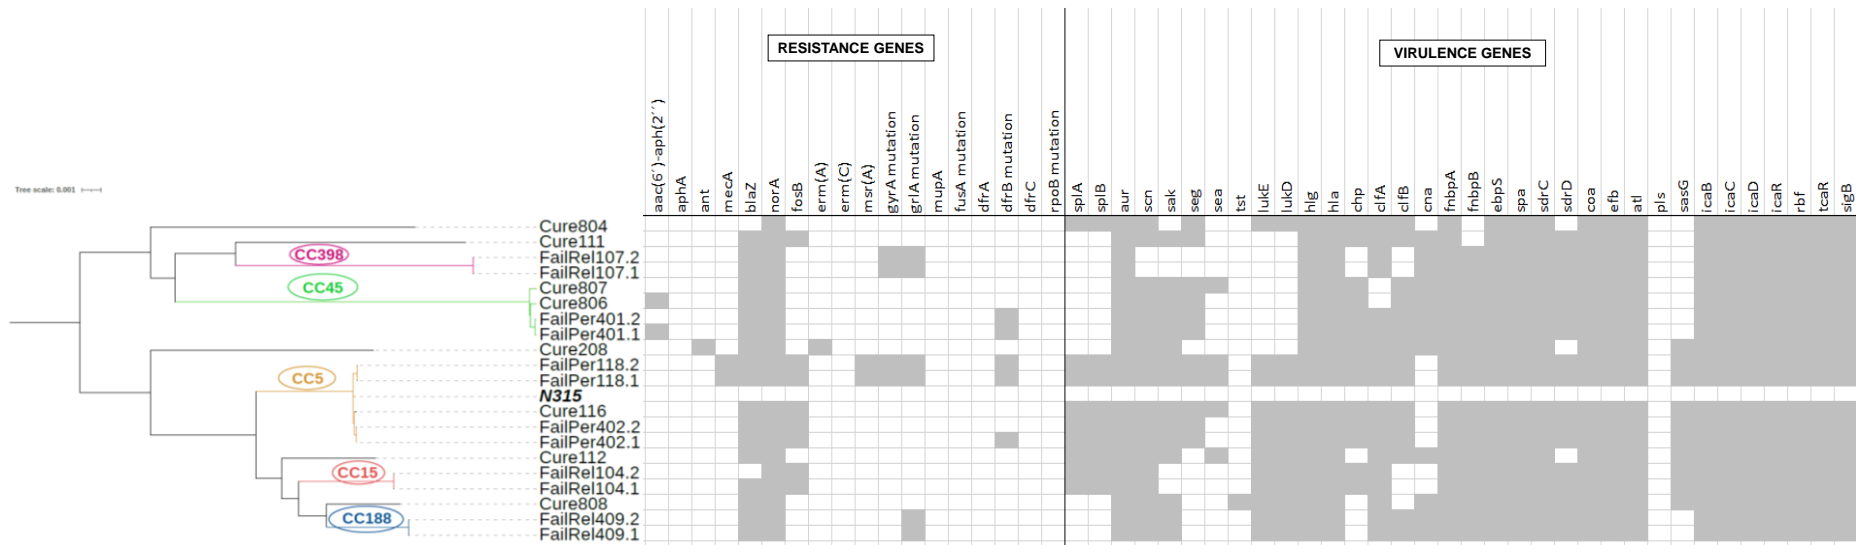 RESISTANCE GENES
VIRULENCE GENES
aac(6´)-aph(2´´)
aphA
ant
mecA
blaZ
norA
fosB
erm(A)
erm(C)
msr(A)
gyrA mutation
grlA mutation
mupA
fusA mutation
dfrA
dfrB mutation
dfrC
rpoB mutation
splA
splB
aur
scn
sak
seg
sea
tst
lukE
lukD
hlg
hla
chp
clfA
clfB
cna
fnbpA
fnbpB
ebpS
spa
sdrC
sdrD
coa
efb
atl
pls
sasG
icaB
icaC
icaD
icaR
rbf
tcaR
sigB
Tree scale: 0.001
Cure804
Cure111
CC398
FailRel107.2
FailRel107.1
CC45
Cure807
Cure806
FailPer401.2
FailPer401.1
Cure208
FailPer118.2
CC5
FailPer118.1
N315
Cure116
FailPer402.2
FailPer402.1
Cure112
CC15
FailRel104.2
FailRel104.1
Cure808
CC188
FailRel409.2
FailRel409.1